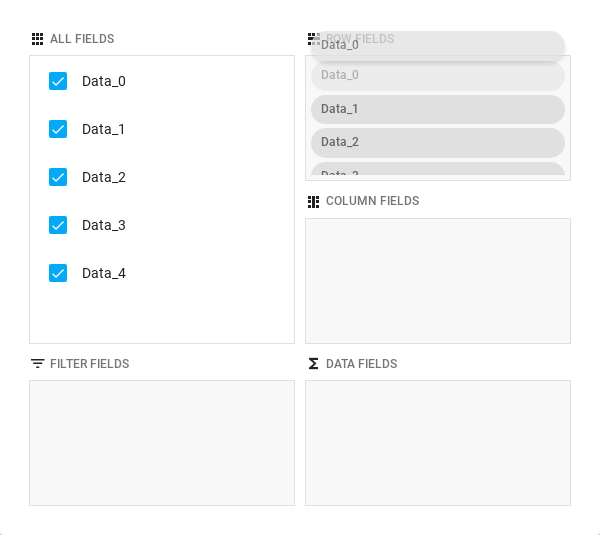 ALL FIELDS
Data_0
Data_1
Data_2
Data_3
Data_4
ROW FIELDS
Data_0
Data_0
Data_1
Data_2
COLUMN FIELDS
FILTER FIELDS
DATA FIELDS